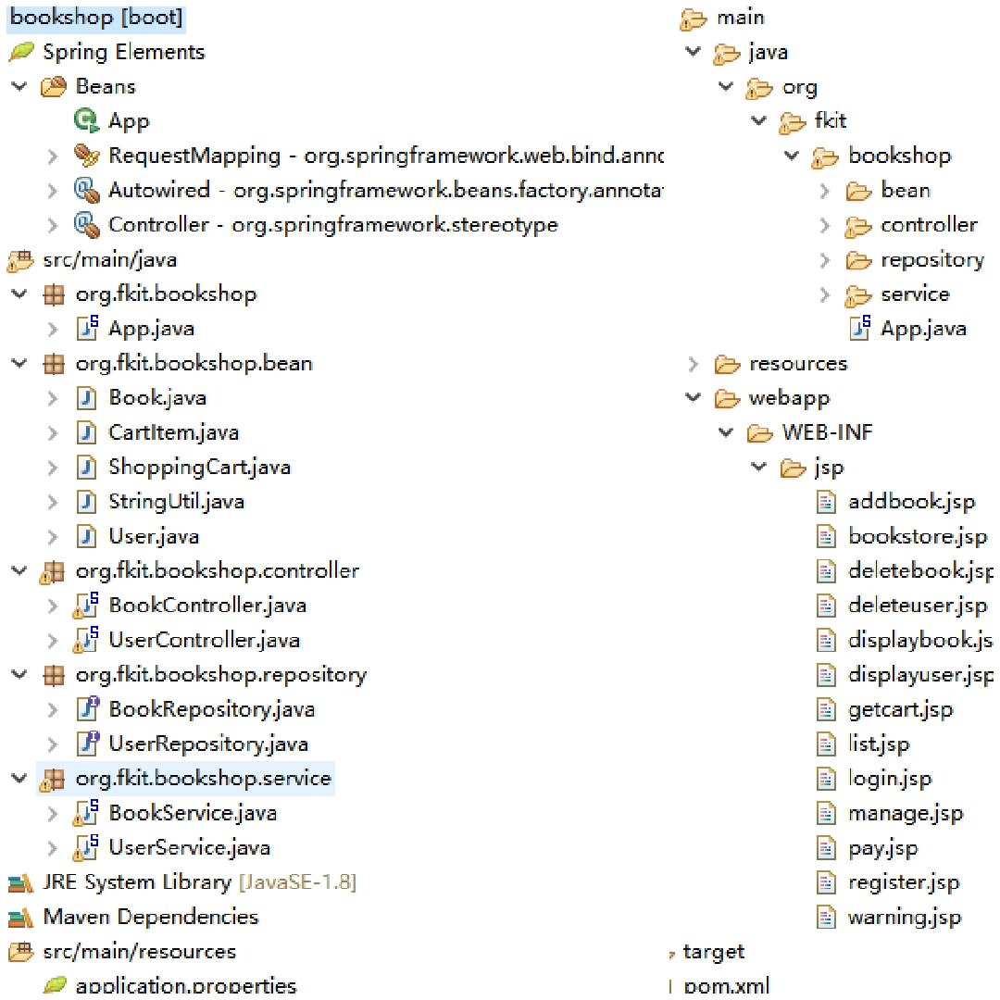 bookshop [boot]
Spring Elements
Beans
App
RequestMapping - org.springframework.web.bind.anno
Autowired - org.springframework.beans.factory.annota
Controller - org.springframework.stereotype
src/main/java
org.fkit.bookshop
App.java
org.fkit.bookshop.bean
Book.java
CartItem.java
ShoppingCart.java
StringUtil.java
User.java
org.fkit.bookshop.controller
BookController.java
UserController.java
org.fkit.bookshop.repository
BookRepository.java
UserRepository.java
org.fkit.bookshop.service
BookService.java
UserService.java
JRE System Library [JavaSE-1.8]
Maven Dependencies
src/main/resources
application.properties
main
java
org
fkit
bookshop
bean
controller
repository
service
App.java
resources
webapp
WEB-INF
jsp
addbook.jsp
bookstore.jsp
deletebook.jsp
deleteuser.jsp
displaybook.js
displayuser.jsp
getcart.jsp
list.jsp
login.jsp
manage.jsp
pay.jsp
register.jsp
warning.jsp
target
pom.xml